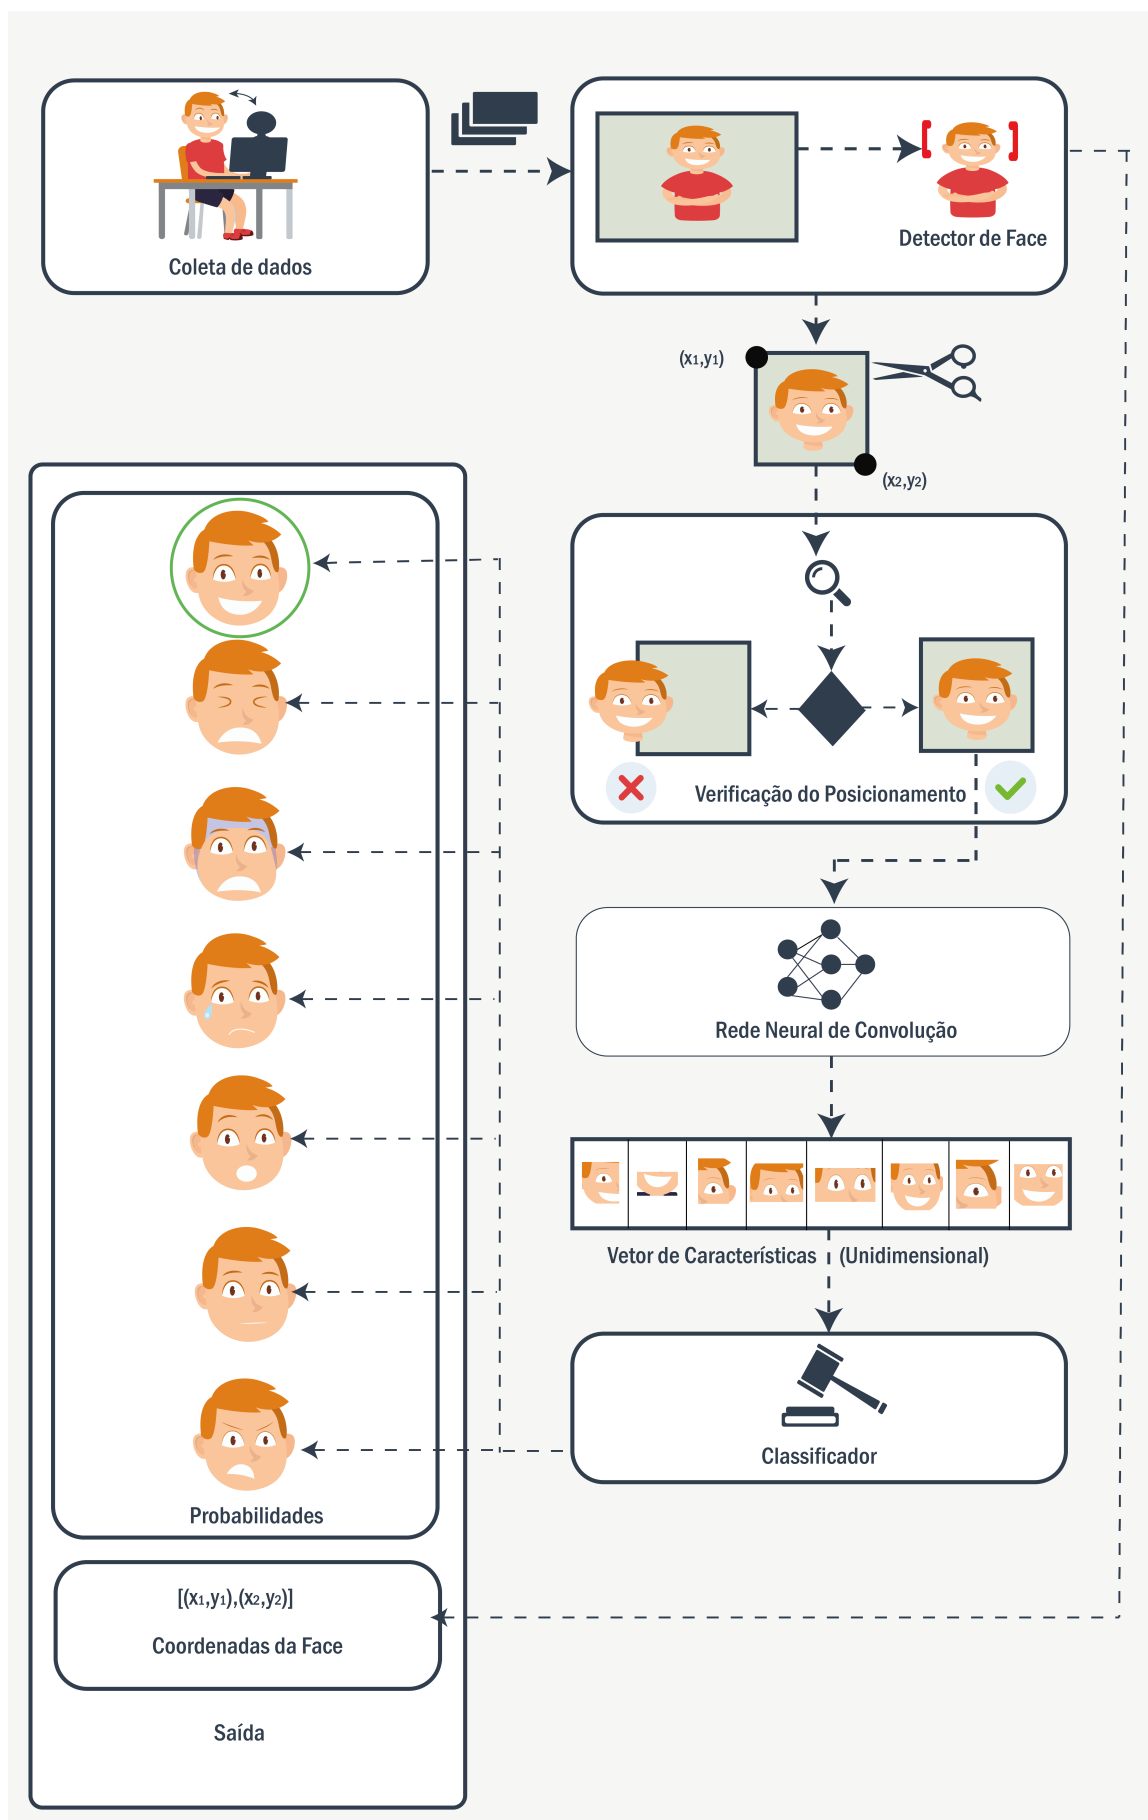 Coleta de dados
Detector de Face
(x1,y1)
(x2,y2)
Verificação do Posicionamento
Rede Neural de Convolução
Vetor de Características (Unidimensional)
Classificador
Probabilidades
[(x1,y1),(x2,y2)]
Coordenadas da Face
Saída